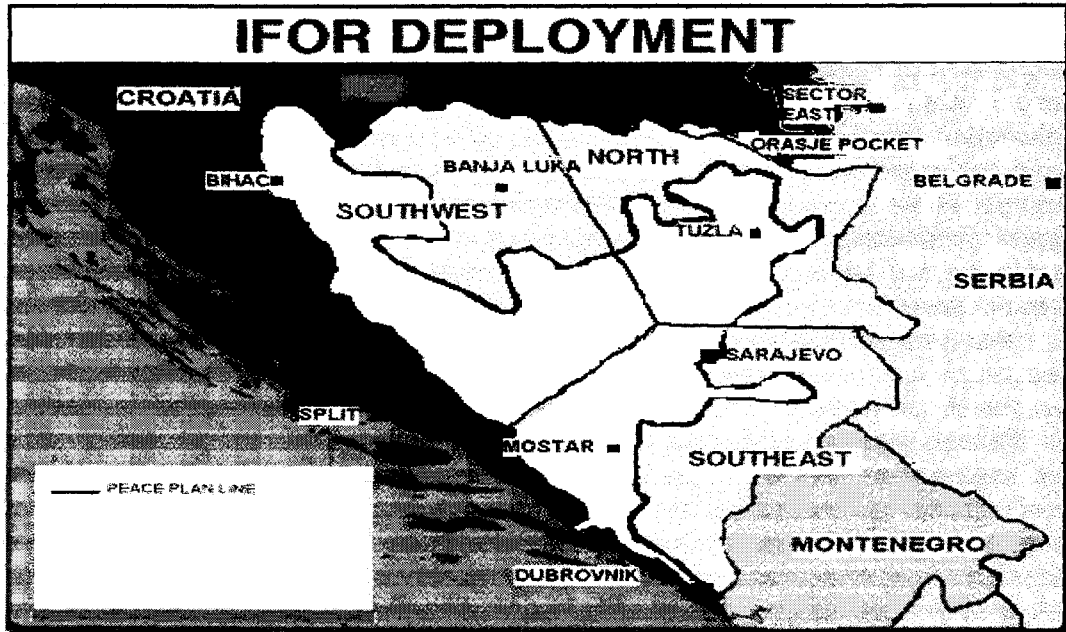 IFOR DEPLOYMENT
CROATIA
SECTOR
EAST
ORASJE POCKET
NORTH
BANJA LUKA
BIHAC
BELGRADE
SOUTHWEST
TUZLA
SERBIA
SARAJEVO
SPLIT
MOSTAR
SOUTHEAST
PEACE PLAN LINE
MONTENEGRO
DUBROVNIK